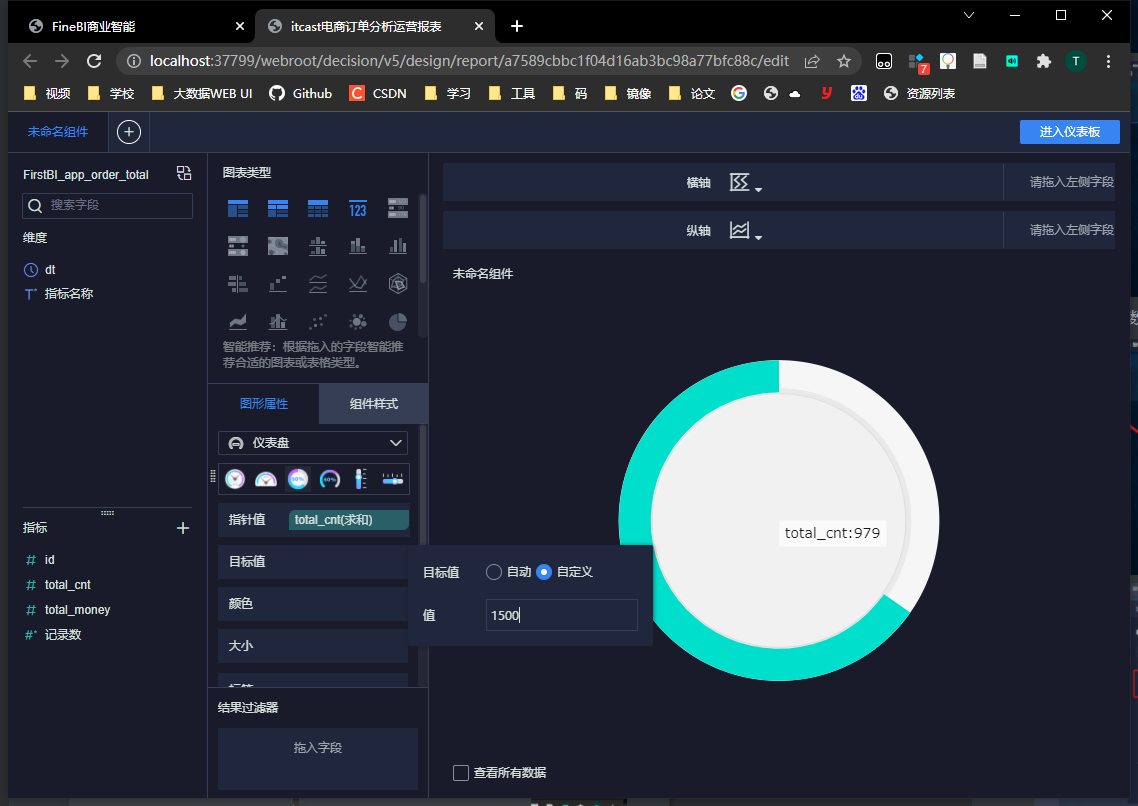 FineBI商业智能
itcast电商订单分析运营报表
localhost:37799/webroot/decision/v5/design/report/a7589cbbc1f04d16ab3bc98a77bfc88c/edit
7
T
视频 学校 大数据WEB UI Github CSDN 学习 工具 码 镜像 论文 资源列表
未命名组件
进入仪表板
FirstBI_app_order_total
搜索字段
维度
dt
指标名称
指标
id
total_cnt
total_money
记录数
图表类型
123
智能推荐：根据拖入的字段智能推
荐合适的图表或表格类型。
图形属性 组件样式
仪表盘
指针值 total_cnt(求和)
目标值
颜色
大小
结果过滤器
拖入字段
目标值 自动 自定义
值 1500
横轴 请拖入左侧字段
纵轴 请拖入左侧字段
未命名组件
total_cnt:979
查看所有数据